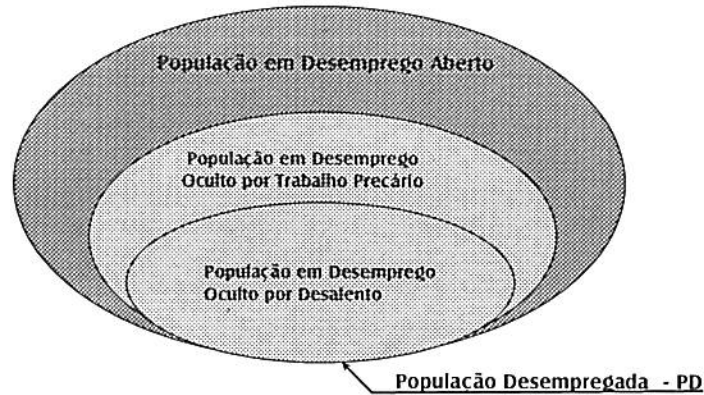 População em Desemprego Aberto
População em Desemprego
Oculto por Trabalho Precário
População em Desemprego
Oculto por Desalento
População Desempregada - PD